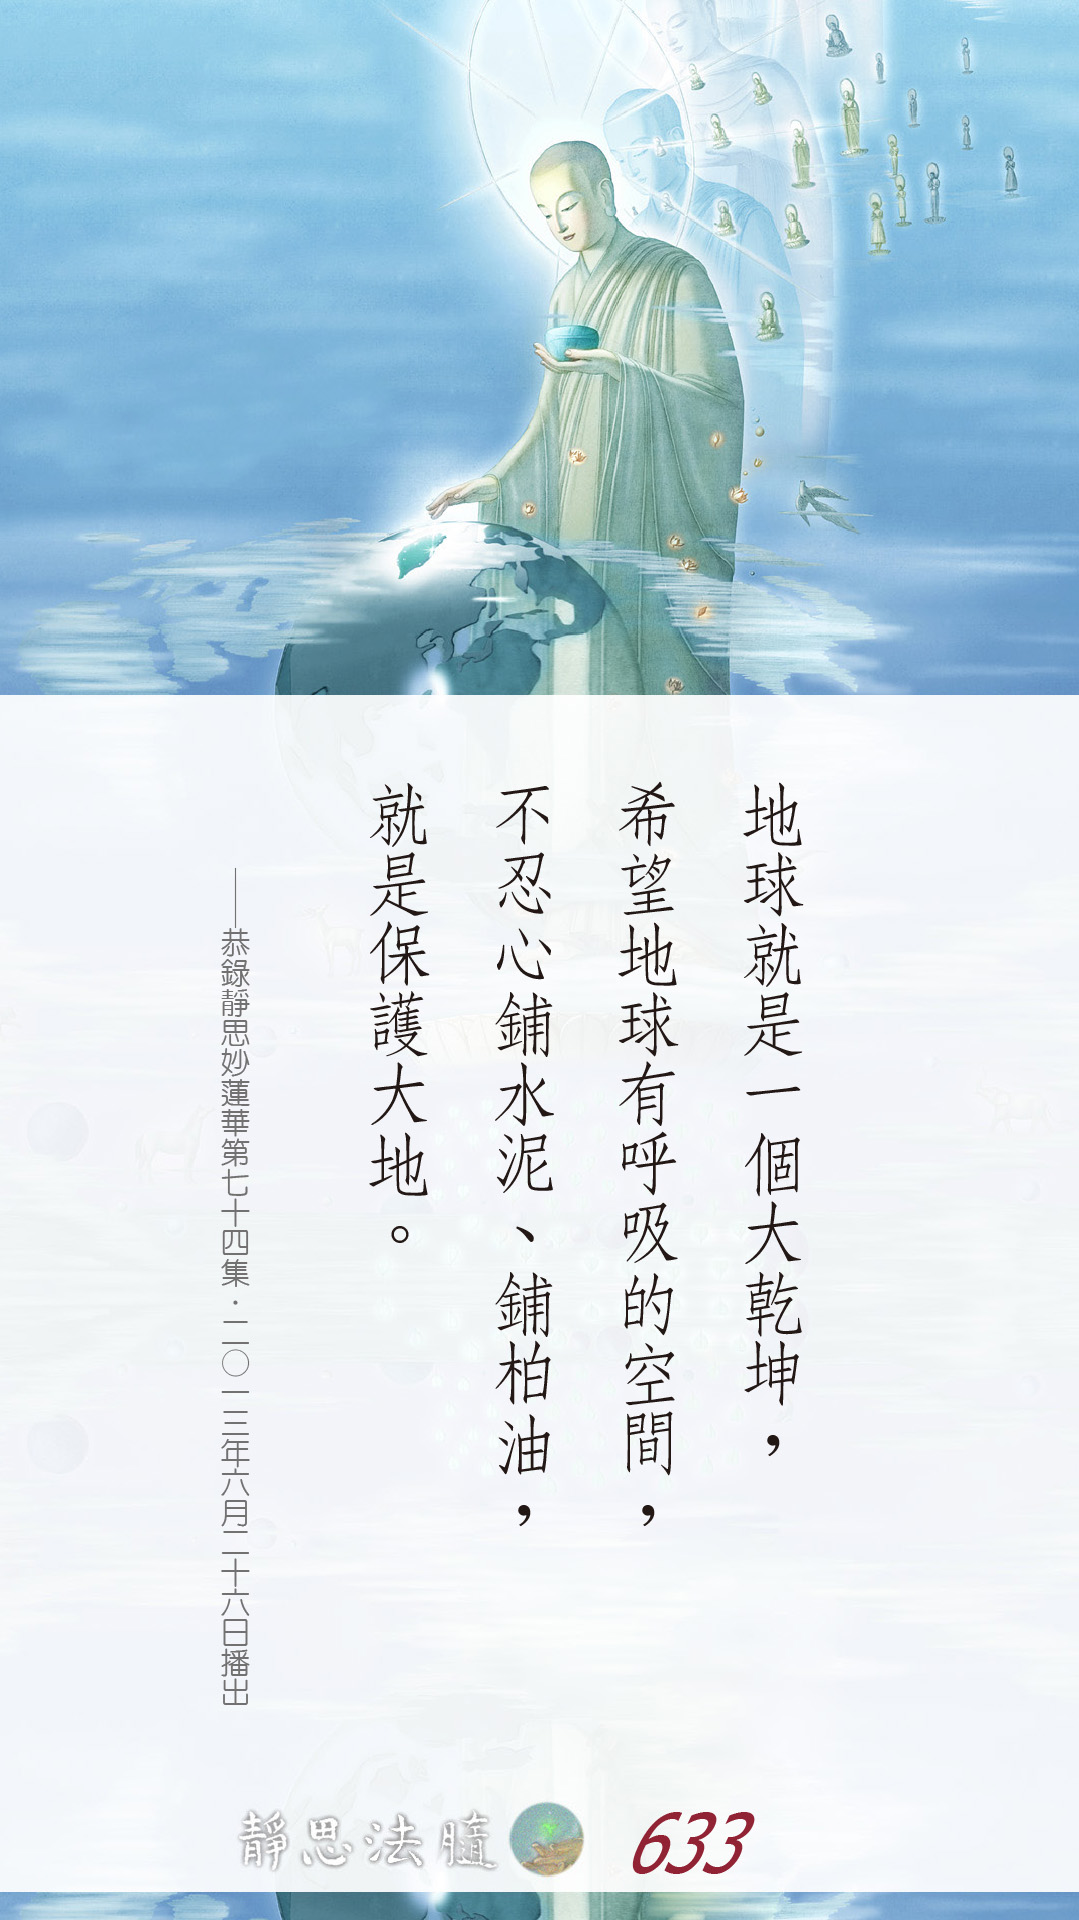 地球就是一個大乾坤，
希望地球有呼吸的空間，
不忍心鋪水泥、鋪柏油，
就是保護大地。
——恭錄靜思妙蓮華第七十四集・二〇一三年六月二十六日播出
靜思法髓 633